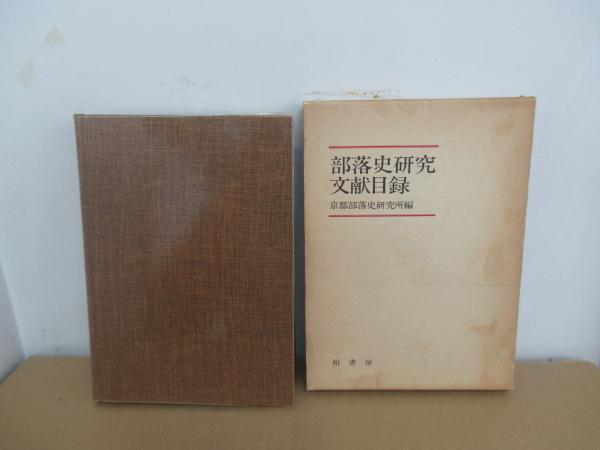 部落史研究
文献目録
京都部落史研究所編
柏書房